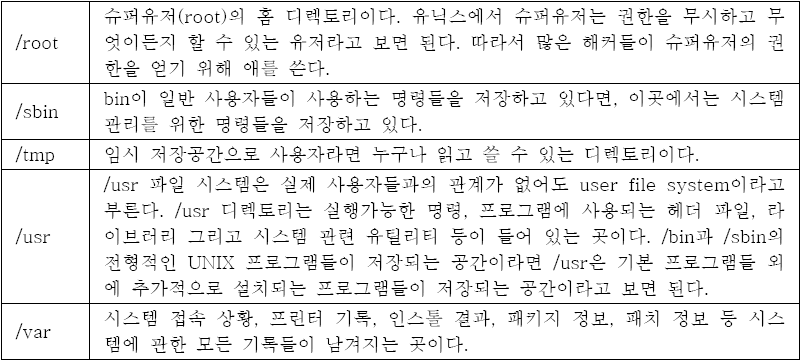 /root
슈퍼유저(root)의 홈 디렉토리이다. 유닉스에서 슈퍼유저는 권한을 무시하고 무
엇이든지 할 수 있는 유저라고 보면 된다. 따라서 많은 해커들이 슈퍼유저의 권
한을 얻기 위해 애를 쓴다.
/sbin
bin이 일반 사용자들이 사용하는 명령들을 저장하고 있다면, 이곳에서는 시스템
관리를 위한 명령들을 저장하고 있다.
/tmp
임시 저장공간으로 사용자라면 누구나 읽고 쓸 수 있는 디렉토리이다.
/usr
/usr 파일 시스템은 실제 사용자들과의 관계가 없어도 user file system이라고
부른다. /usr 디렉토리는 실행가능한 명령, 프로그램에 사용되는 헤더 파일, 라
이브러리 그리고 시스템 관련 유틸리티 등이 들어 있는 곳이다. /bin과 /sbin의
전형적인 UNIX 프로그램들이 저장되는 공간이라면 /usr은 기본 프로그램들 외
에 추가적으로 설치되는 프로그램들이 저장되는 공간이라고 보면 된다.
/var
시스템 접속 상황, 프린터 기록, 인스톨 결과, 패키지 정보, 패치 정보 등 시스
템에 관한 모든 기록들이 남겨지는 곳이다.